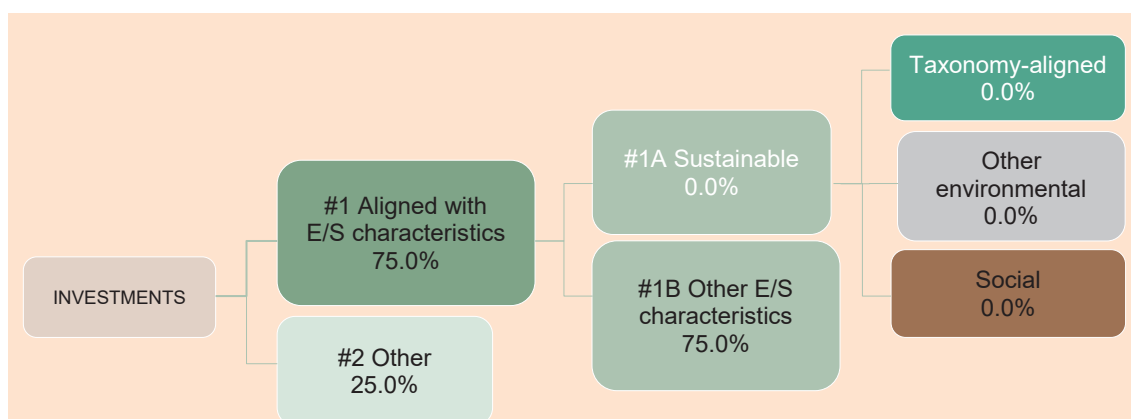 INVESTMENTS
#1 Aligned with
E/S characteristics
75.0%
#2 Other
25.0%
#1A Sustainable
0.0%
#1B Other E/S
characteristics
75.0%
Taxonomy-aligned
0.0%
Other
environmental
0.0%
Social
0.0%